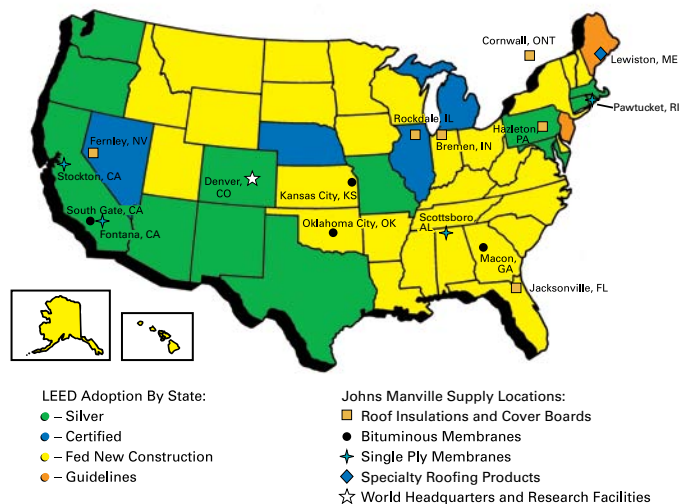 Cornwall, ONT
Lewiston, ME
Pawtucket, RI
Rockdale, IL
Hazleton,
PA
Bremen, IN
Fernley, NV
Stockton, CA
Denver,
CO
Kansas City, KS
South Gate, CA
Fontana, CA
Oklahoma City, OK
Scottsboro,
AL
Macon,
GA
Jacksonville, FL
LEED Adoption By State:
– Silver
– Certified
– Fed New Construction
– Guidelines
Johns Manville Supply Locations:
Roof Insulations and Cover Boards
Bituminous Membranes
Single Ply Membranes
Specialty Roofing Products
World Headquarters and Research Facilities